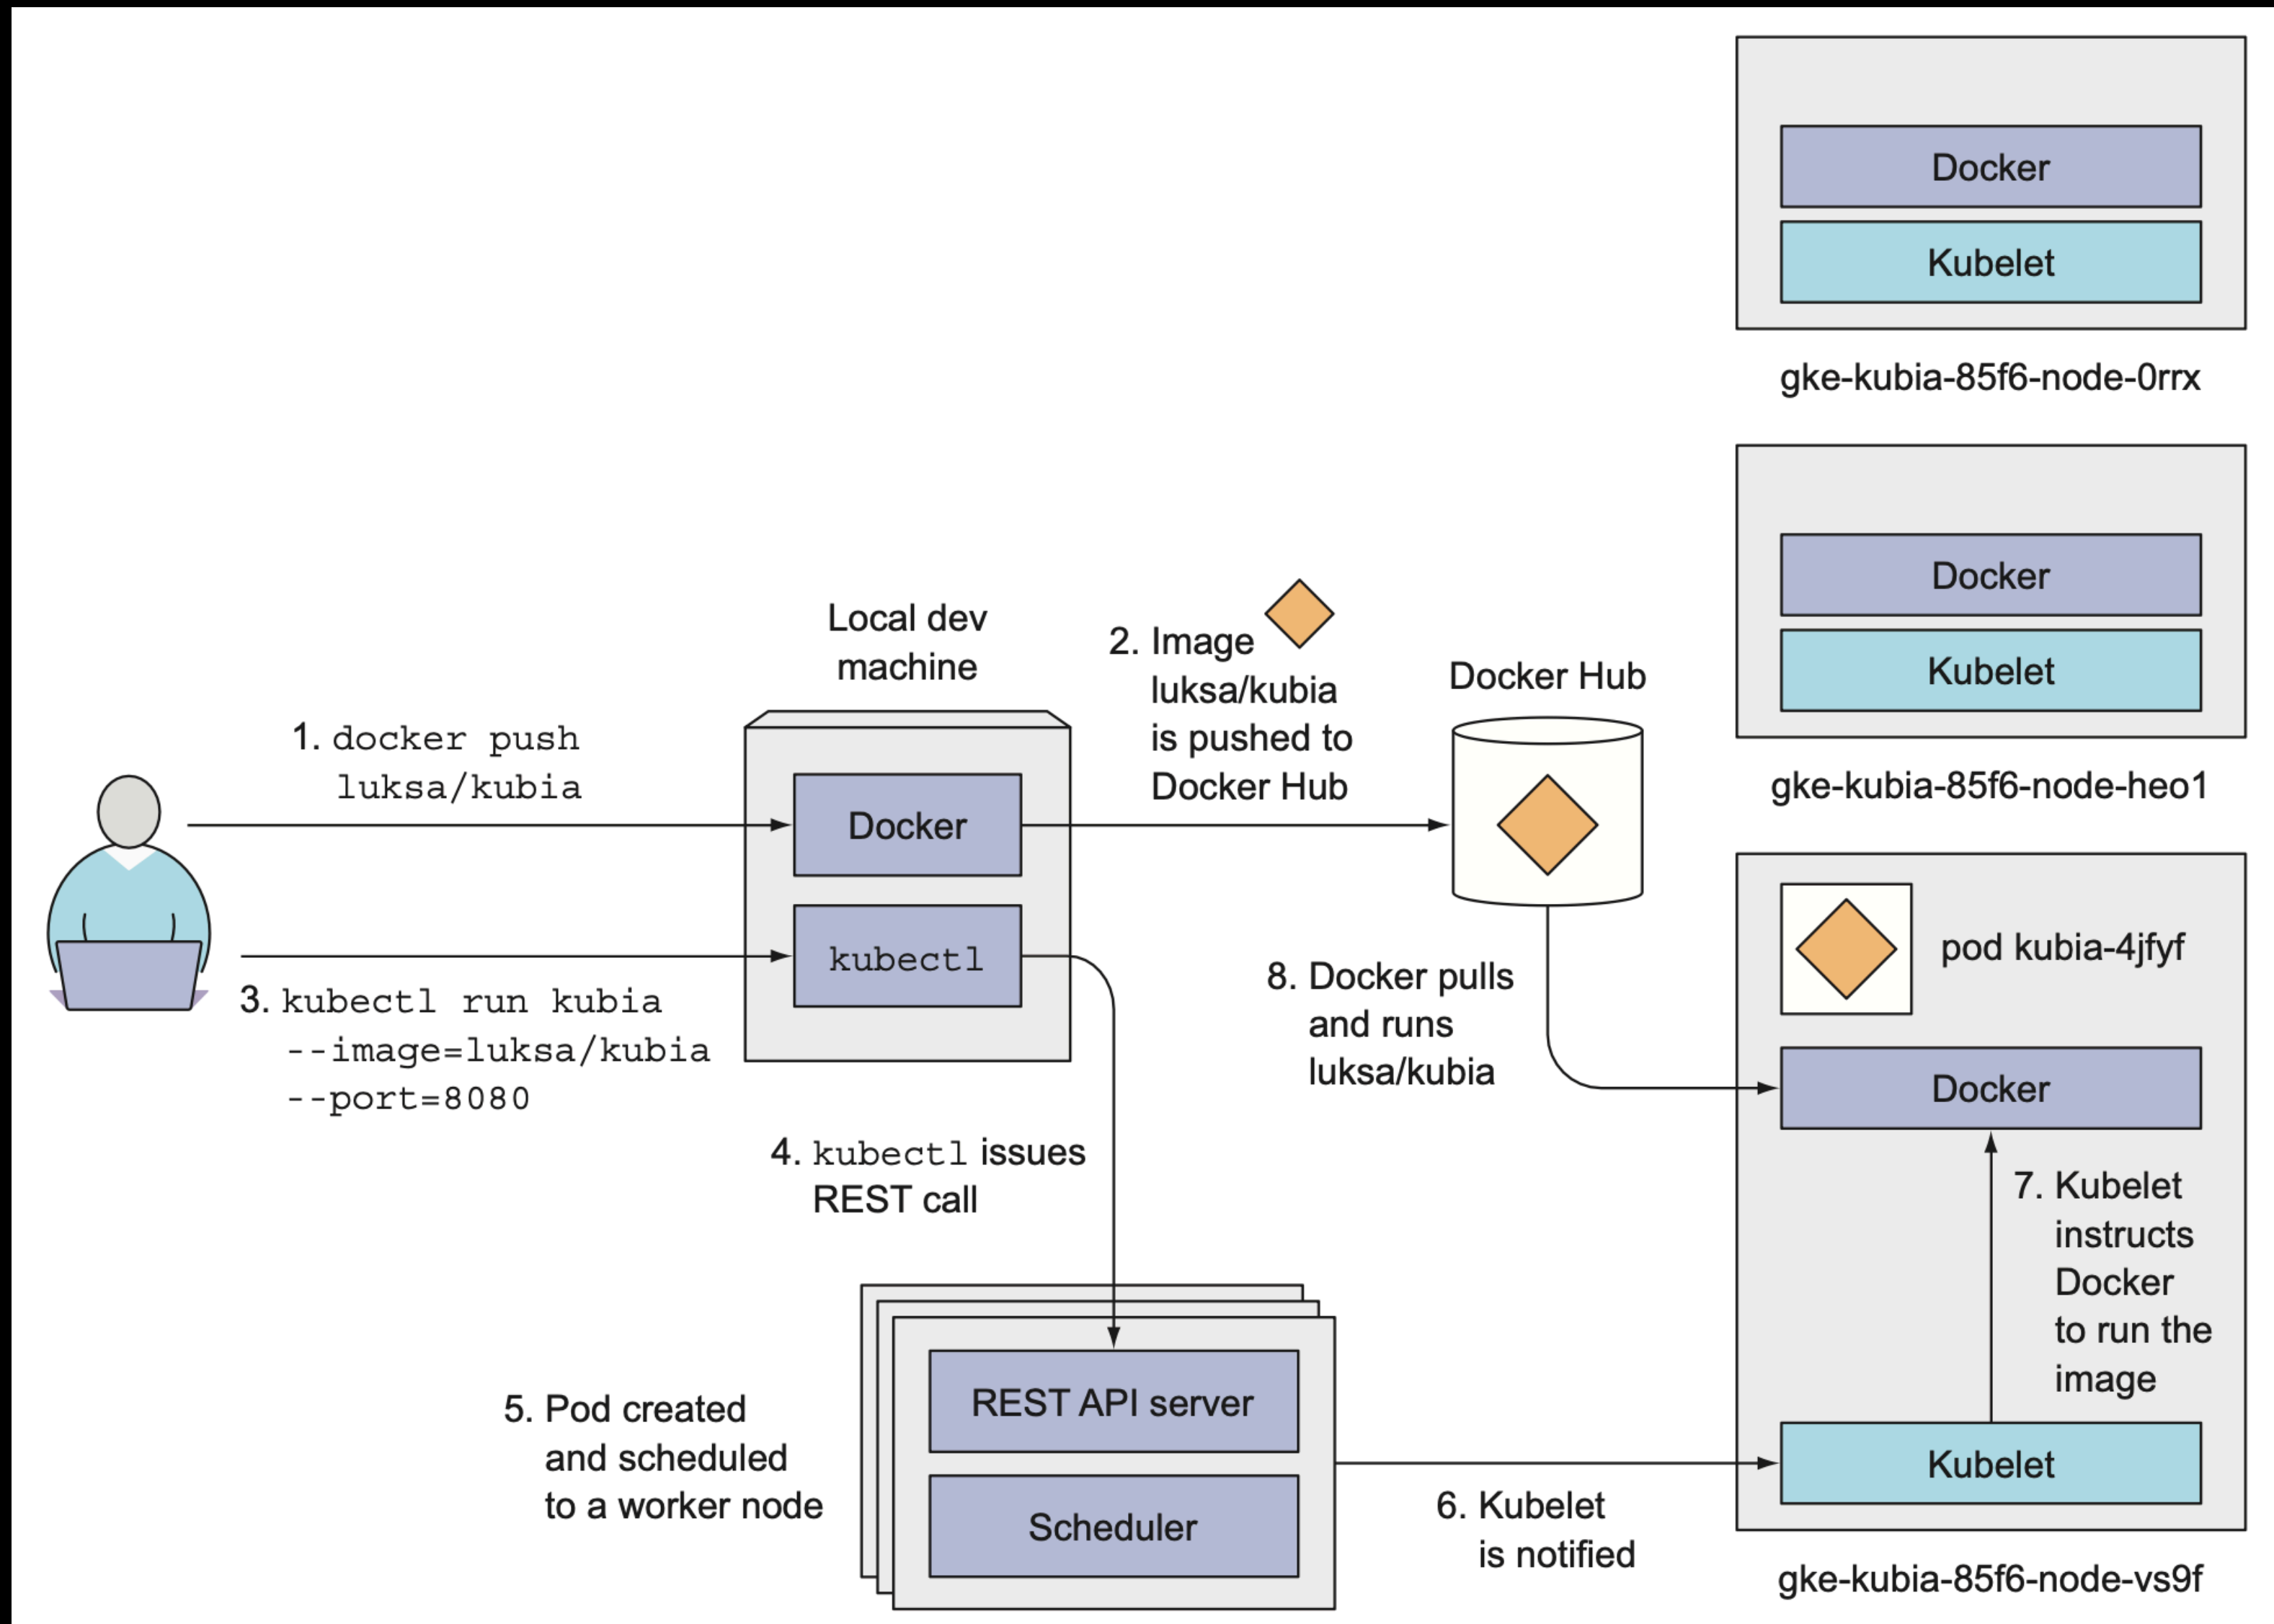 Docker
Kubelet
gke-kubia-85f6-node-0rrx
Docker
Kubelet
gke-kubia-85f6-node-heo1
Local dev
machine
1. docker push
luksa/kubia
Docker
kubectl
2. Image
luksa/kubia
is pushed to
Docker Hub
Docker Hub
3. kubectl run kubia
--image=luksa/kubia
--port=8080
4. kubectl issues
REST call
5. Pod created
and scheduled
to a worker node
REST API server
Scheduler
6. Kubelet
is notified
8. Docker pulls
and runs
luksa/kubia
pod kubia-4jfyf
Docker
7. Kubelet
instructs
Docker
to run the
image
Kubelet
gke-kubia-85f6-node-vs9f